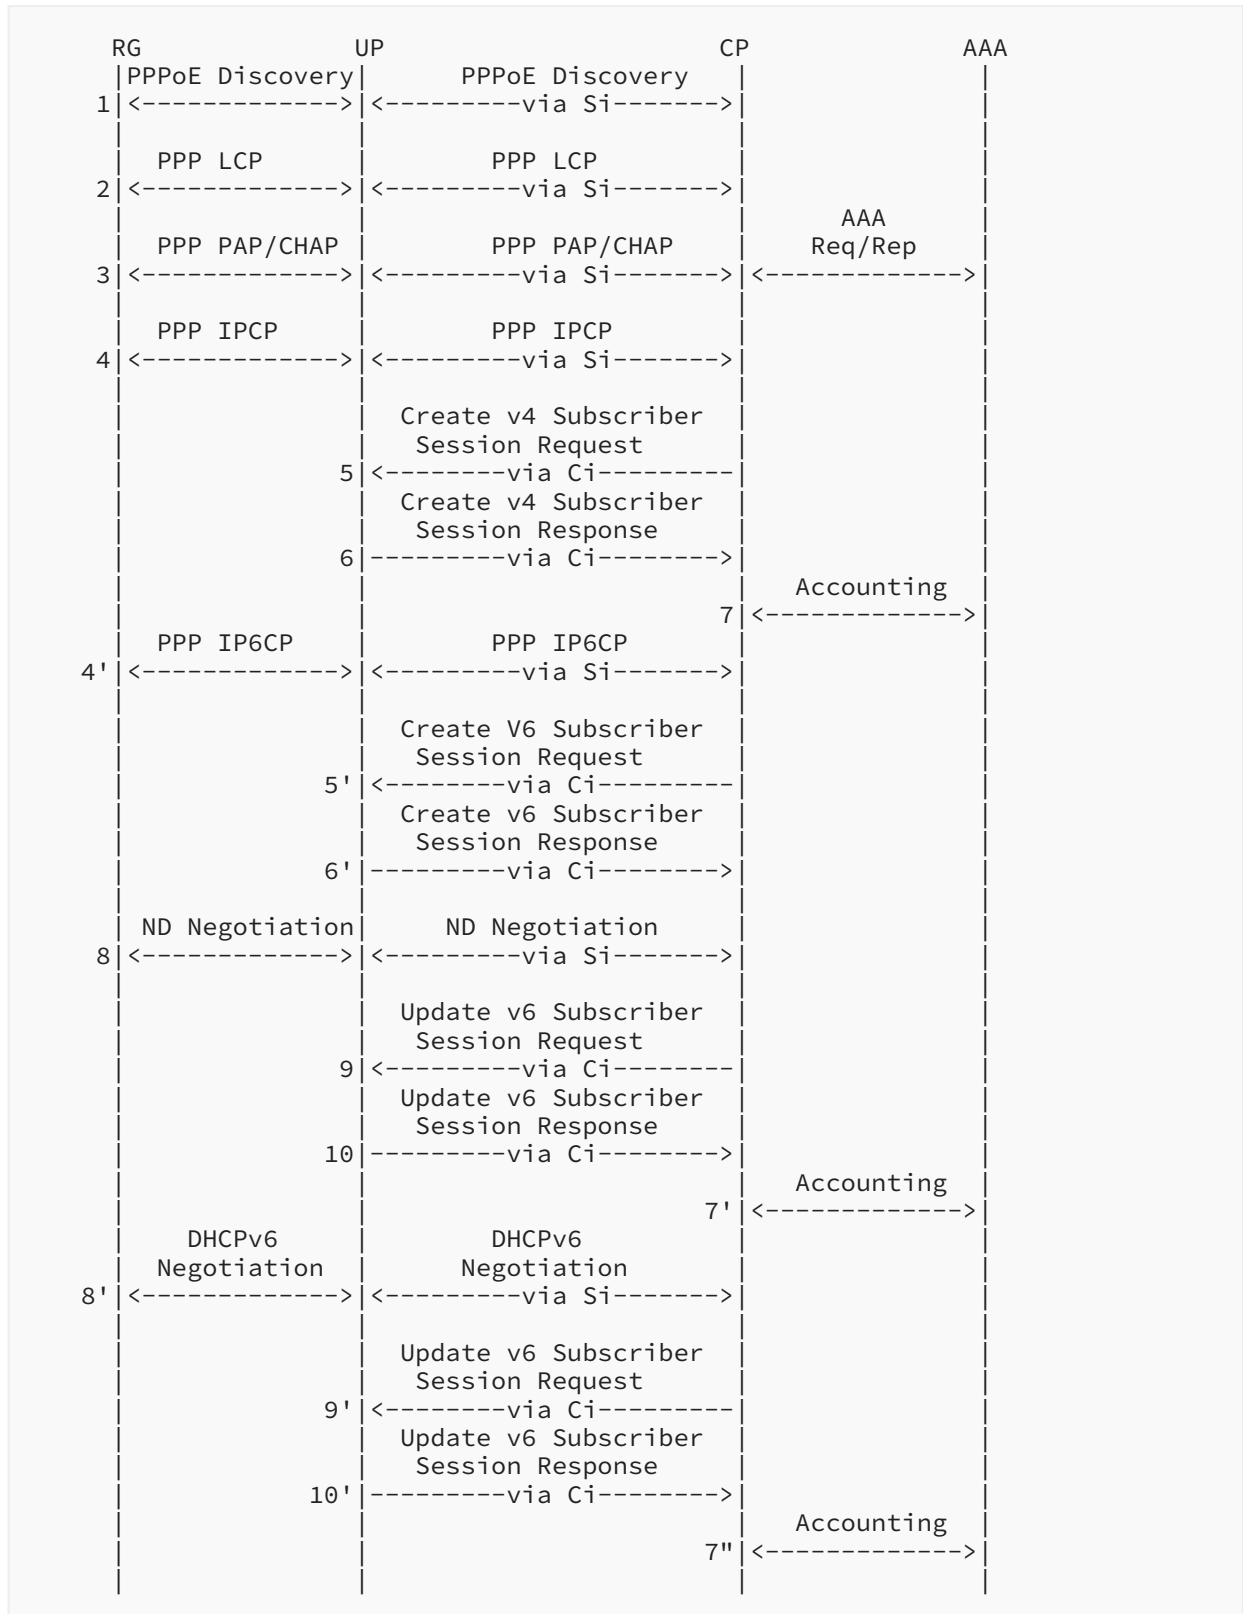 RG UP CP AAA
|PPPoE Discovery| PPPoE Discovery | |
1|<------------->|<---------via Si------->| |
| | | |
| PPP LCP | PPP LCP | |
2|<------------->|<---------via Si------->| |
| | | AAA |
| PPP PAP/CHAP | PPP PAP/CHAP | Req/Rep |
3|<------------->|<---------via Si------->|<------------->|
| | | |
| PPP IPCP | PPP IPCP | |
4|<------------->|<---------via Si------->| |
| | | |
| | Create v4 Subscriber | |
| | Session Request | |
| 5|<--------via Ci---------| |
| | Create v4 Subscriber | |
| | Session Response | |
| 6|---------via Ci-------->| |
| | | Accounting |
| | 7|<------------->|
| PPP IP6CP | PPP IP6CP | |
4'|<------------->|<---------via Si------->| |
| | | |
| | Create V6 Subscriber | |
| | Session Request | |
| 5'|<--------via Ci---------| |
| | Create v6 Subscriber | |
| | Session Response | |
| 6'|---------via Ci-------->| |
| | | |
| ND Negotiation| ND Negotiation | |
8|<------------->|<---------via Si------->| |
| | | |
| | Update v6 Subscriber | |
| | Session Request | |
| 9|<---------via Ci--------| |
| | Update v6 Subscriber | |
| | Session Response | |
| 10|---------via Ci-------->| |
| | | Accounting |
| | 7'|<------------->|
| DHCPv6 | DHCPv6 | |
| Negotiation | Negotiation | |
8'|<------------->|<---------via Si------->| |
| | | |
| | Update v6 Subscriber | |
| | Session Request | |
| 9'|<--------via Ci---------| |
| | Update v6 Subscriber | |
| | Session Response | |
| 10'|---------via Ci-------->| |
| | | Accounting |
| | 7"|<------------->|
| | | |